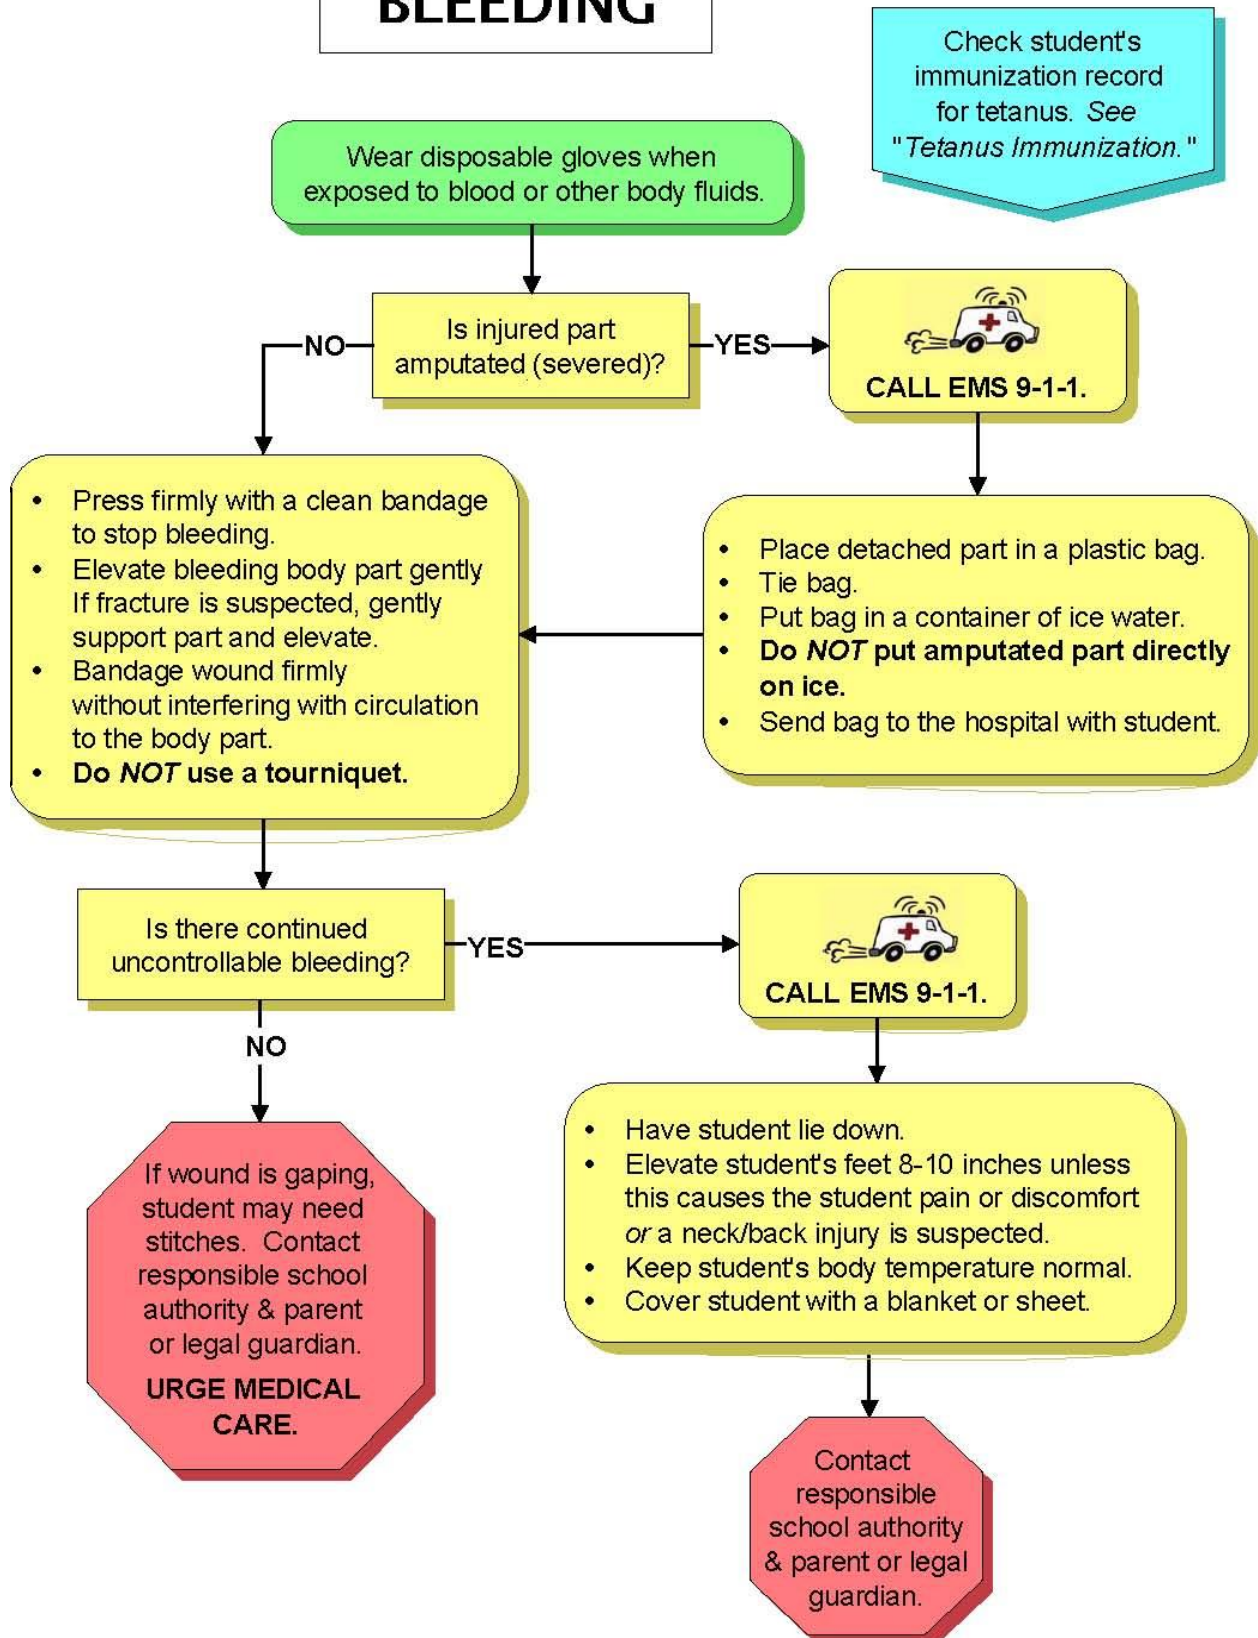 BLEEDING
Check student's
immunization record
for tetanus. See
"Tetanus Immunization."
Wear disposable gloves when
exposed to blood or other body fluids.
Is injured part
amputated (severed)?
NO
YES
CALL EMS 9-1-1.
• Press firmly with a clean bandage
to stop bleeding.
• Elevate bleeding body part gently
If fracture is suspected, gently
support part and elevate.
• Bandage wound firmly
without interfering with circulation
to the body part.
• Do NOT use a tourniquet.
• Place detached part in a plastic bag.
• Tie bag.
• Put bag in a container of ice water.
• Do NOT put amputated part directly
on ice.
• Send bag to the hospital with student.
Is there continued
uncontrollable bleeding?
YES
CALL EMS 9-1-1.
NO
If wound is gaping,
student may need
stitches. Contact
responsible school
authority & parent
or legal guardian.
URGE MEDICAL
CARE.
• Have student lie down.
• Elevate student's feet 8-10 inches unless
this causes the student pain or discomfort
or a neck/back injury is suspected.
• Keep student's body temperature normal.
• Cover student with a blanket or sheet.
Contact
responsible
school authority
& parent or legal
guardian.